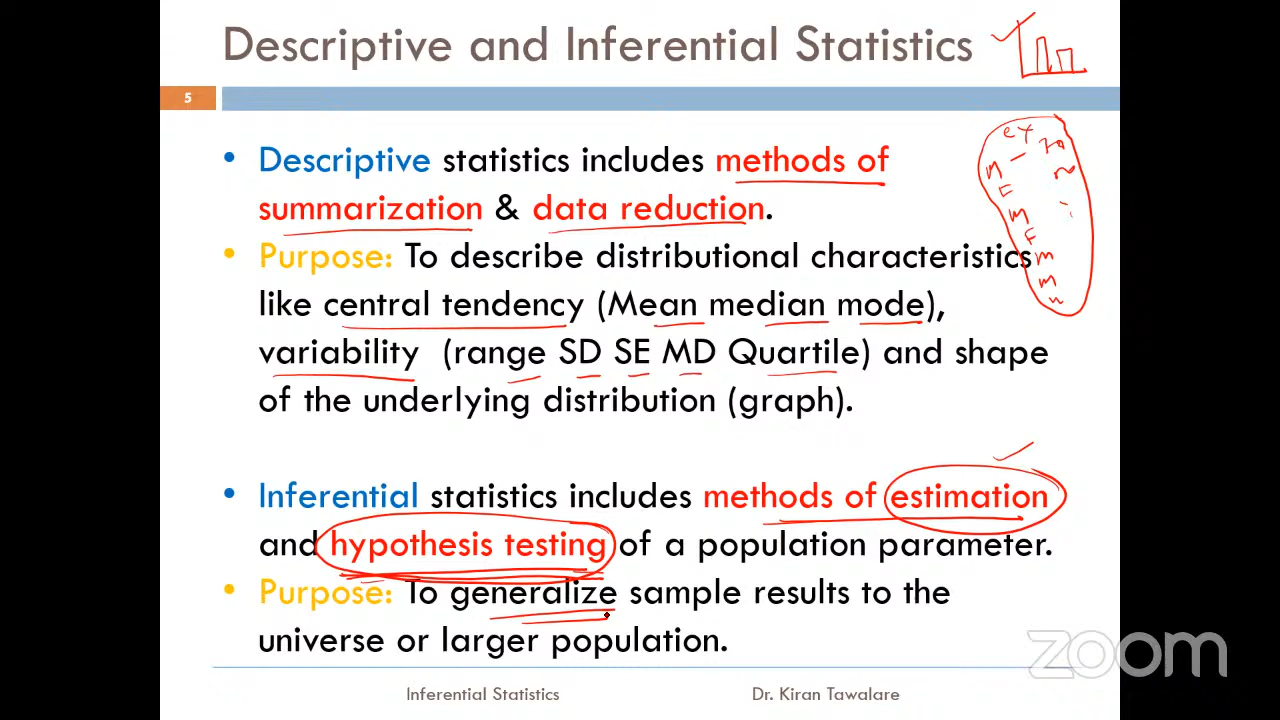 Descriptive and Inferential Statistics
5
• Descriptive statistics includes methods of
summarization & data reduction.
• Purpose: To describe distributional characteristics
like central tendency (Mean median mode),
variability (range SD SE MD Quartile) and shape
of the underlying distribution (graph).
• Inferential statistics includes methods of estimation
and hypothesis testing of a population parameter.
• Purpose: To generalize sample results to the
universe or larger population.
zoom
Inferential Statistics Dr. Kiran Tawalare